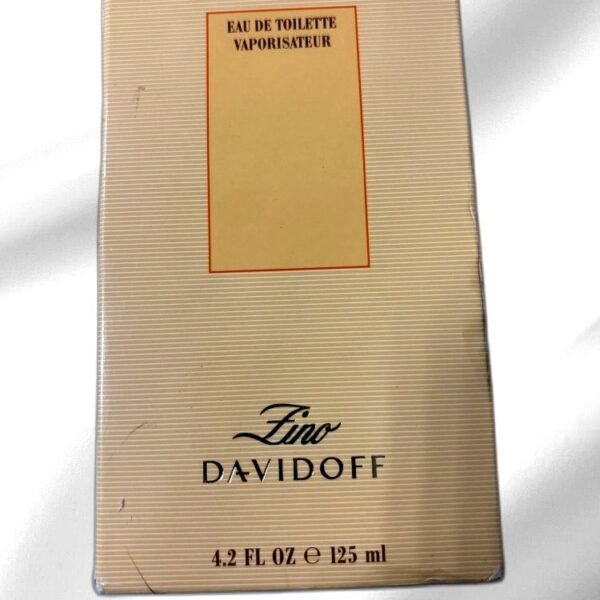 EAU DE TOILETTE
VAPORISATEUR
Zino
DAVIDOFF
4.2 FL OZ ℮ 125 ml